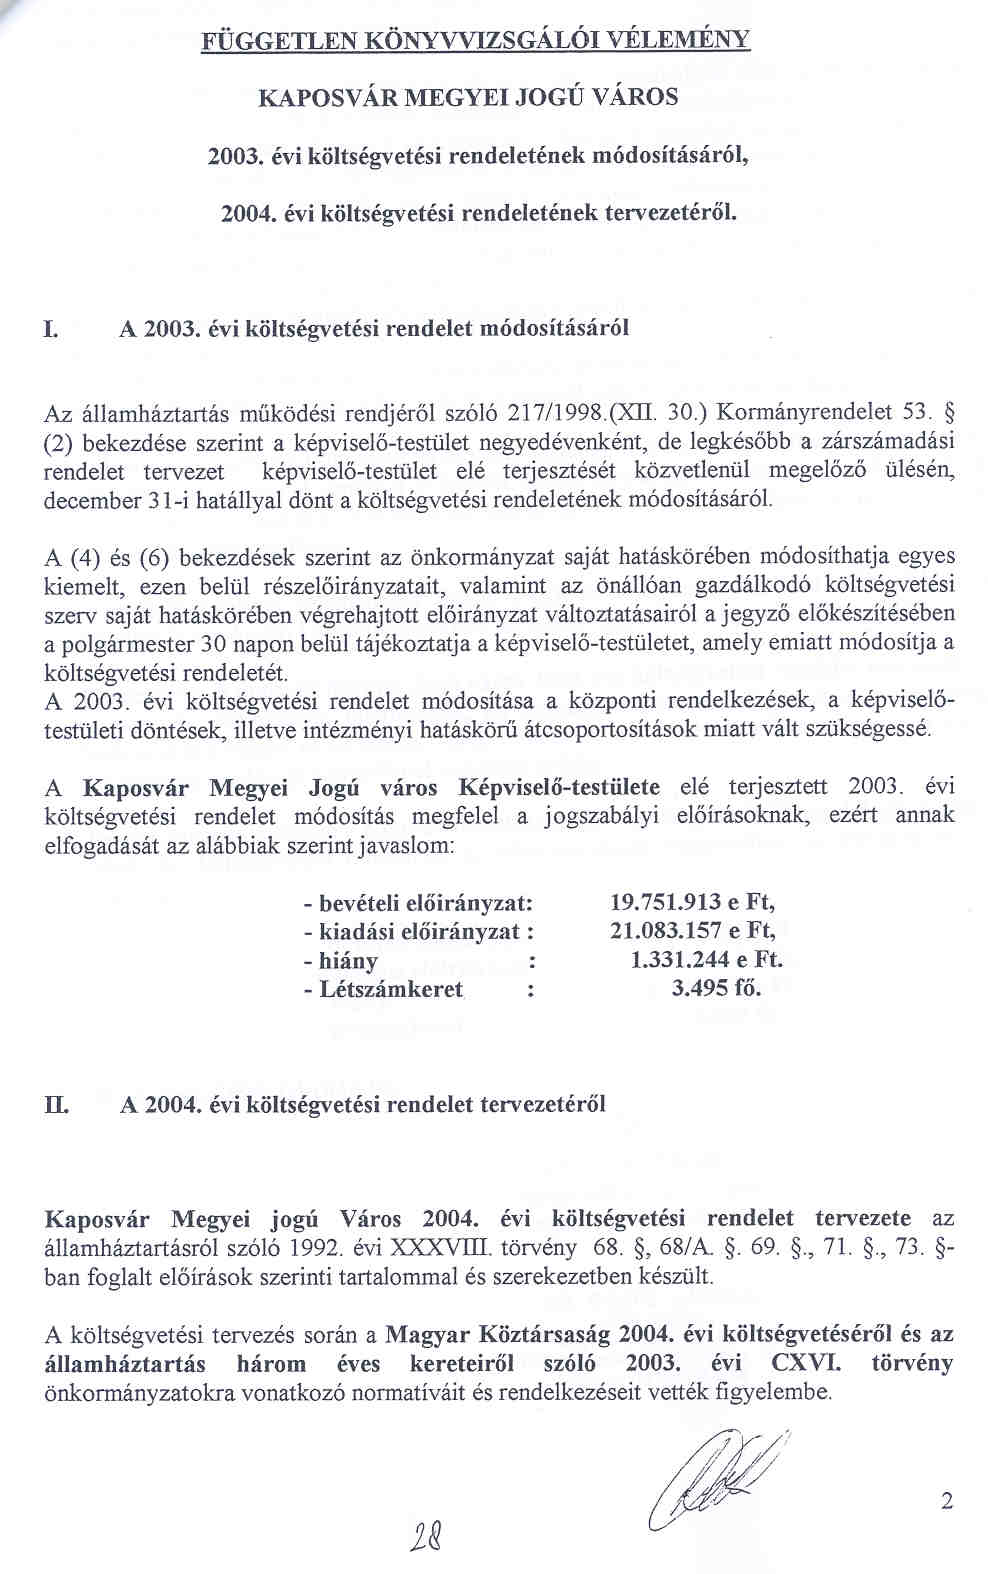 FÜGGETLEN KÖNYVVIZSGÁLÓI VÉLEMÉNY
KAPOSVÁR MEGYEI JOGÚ VÁROS
2003. évi költségvetési rendeletének módosításáról,
2004. évi költségvetési rendeletének tervezetéről.
I. A 2003. évi költségvetési rendelet módosításáról
Az államháztartás működési rendjéről szóló 217/1998.(XII. 30.) Kormányrendelet 53. §
(2) bekezdése szerint a képviselő-testület negyedévenként, de legkésőbb a zárszámadási
rendelet tervezet képviselő-testület elé terjesztését közvetlenül megelőző ülésén,
december 31-i hatállyal dönt a költségvetési rendeletének módosításáról.
A (4) és (6) bekezdések szerint az önkormányzat saját hatáskörében módosíthatja egyes
kiemelt, ezen belül részelőirányzatait, valamint az önállóan gazdálkodó költségvetési
szerv saját hatáskörében végrehajtott előirányzat változtatásairól a jegyző előkészítésében
a polgármester 30 napon belül tájékoztatja a képviselő-testületet, amely emiatt módosítja a
költségvetési rendeletét.
A 2003. évi költségvetési rendelet módosítása a központi rendelkezések, a képviselő-
testületi döntések, illetve intézményi hatáskörű átcsoportosítások miatt vált szükségessé.
A Kaposvár Megyei Jogú város Képviselő-testülete elé terjesztett 2003. évi
költségvetési rendelet módosítás megfelel a jogszabályi előírásoknak, ezért annak
elfogadását az alábbiak szerint javaslom:
- bevételi előirányzat: 19.751.913 e Ft,
- kiadási előirányzat : 21.083.157 e Ft,
- hiány : 1.331.244 e Ft.
- Létszámkeret : 3.495 fő.
II. A 2004. évi költségvetési rendelet tervezetéről
Kaposvár Megyei jogú Város 2004. évi költségvetési rendelet tervezete az
államháztartásról szóló 1992. évi XXXVIII. törvény 68. §, 68/A. §. 69. §., 71. §., 73. §-
ban foglalt előírások szerinti tartalommal és szerekezetben készült.
A költségvetési tervezés során a Magyar Köztársaság 2004. évi költségvetéséről és az
államháztartás három éves kereteiről szóló 2003. évi CXVI. törvény
önkormányzatokra vonatkozó normatíváit és rendelkezéseit vették figyelembe.
2
28